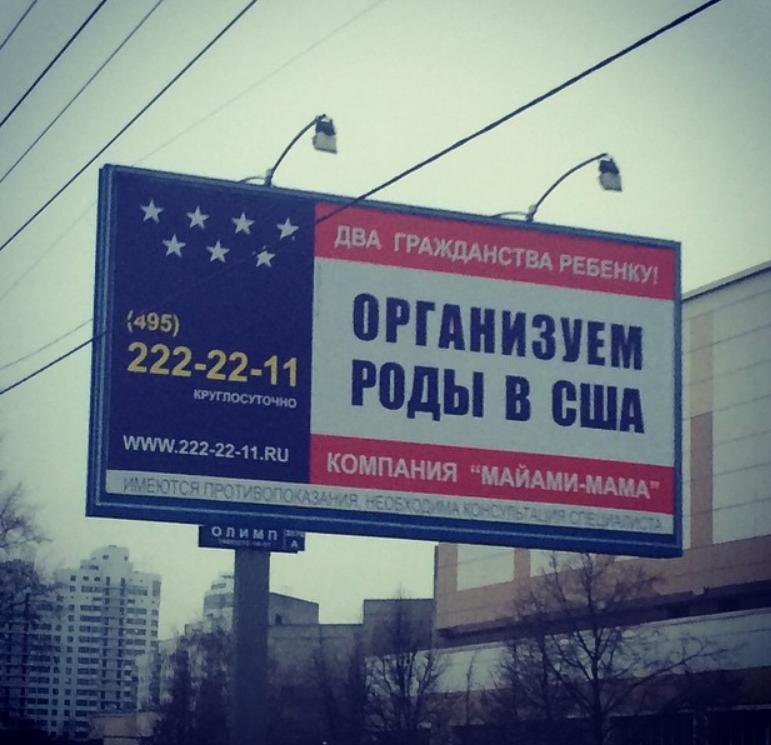 (495)
222-22-11
КРУГЛОСУТОЧНО
WWW.222-22-11.RU
ДВА ГРАЖДАНСТВА РЕБЕНКУ!
ОРГАНИЗУЕМ
РОДЫ В США
КОМПАНИЯ "МАЙАМИ-МАМА"
ИМЕЮТСЯ ПРОТИВОПОКАЗАНИЯ, НЕОБХОДИМА КОНСУЛЬТАЦИЯ СПЕЦИАЛИСТА
ОЛИМП
А